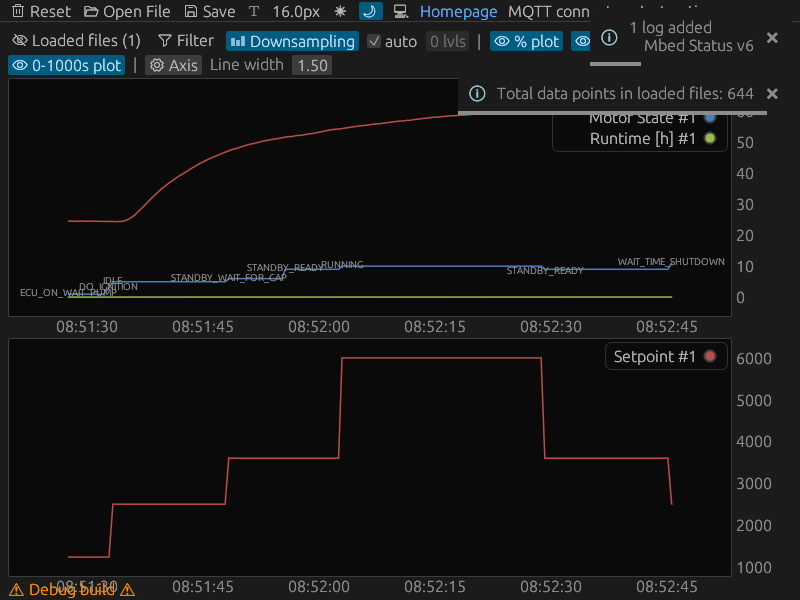 Reset Open File Save T 16.0px Homepage MQTT conn
1 log added
Mbed Status v6
Loaded files (1) Filter Downsampling auto 0 lvls | % plot
0-1000s plot | Axis Line width 1.50
Total data points in loaded files: 644
Motor State #1
Runtime [h] #1
50
40
30
20
10
0
ECU_ON_WAIT_PUMP
DO_IGNITION
IDLE
STANDBY_WAIT_FOR_CAP
STANDBY_READY
RUNNING
STANDBY_READY
WAIT_TIME_SHUTDOWN
08:51:30 08:51:45 08:52:00 08:52:15 08:52:30 08:52:45
Setpoint #1
6000
5000
4000
3000
2000
1000
08:51:30 08:51:45 08:52:00 08:52:15 08:52:30 08:52:45
⚠ Debug build ⚠